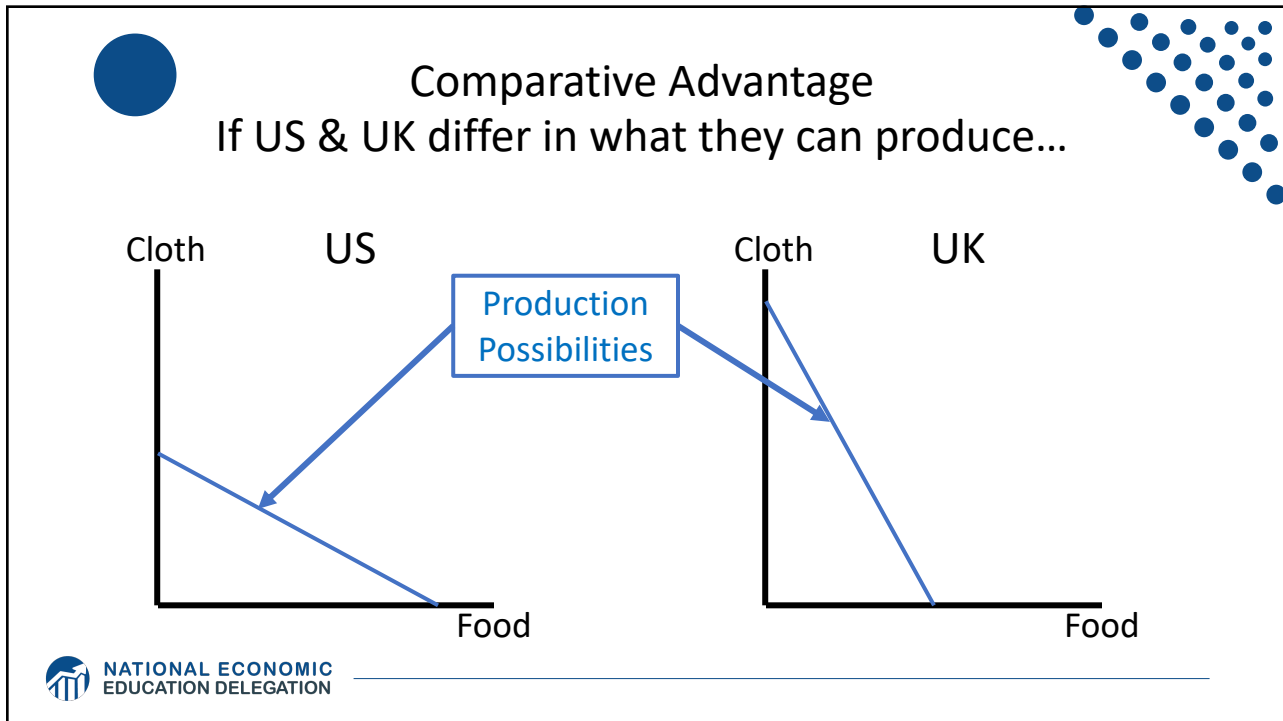 Comparative Advantage
If US & UK differ in what they can produce…
Cloth
US
Cloth
UK
Production
Possibilities
Food
Food
NATIONAL ECONOMIC
EDUCATION DELEGATION